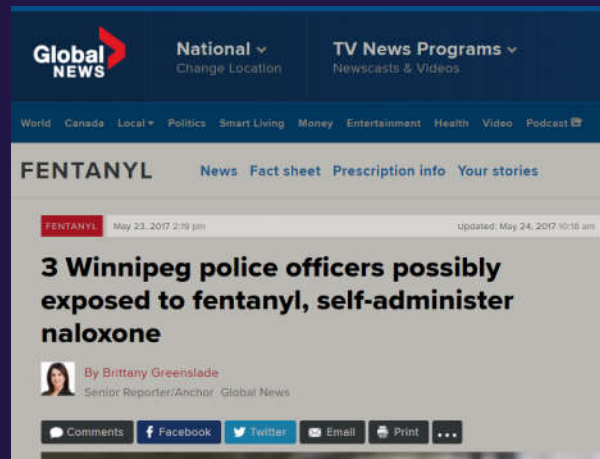 Global NEWS
National
Change Location
TV News Programs
Newscasts & Videos
World Canada Local Politics Smart Living Money Entertainment Health Video Podcast
FENTANYL News Fact sheet Prescription info Your stories
FENTANYL May 23, 2017 2:19 pm Updated: May 24, 2017 10:18 am
3 Winnipeg police officers possibly
exposed to fentanyl, self-administer
naloxone
By Brittany Greenslade
Senior Reporter/Anchor Global News
Comments Facebook Twitter Email Print ...